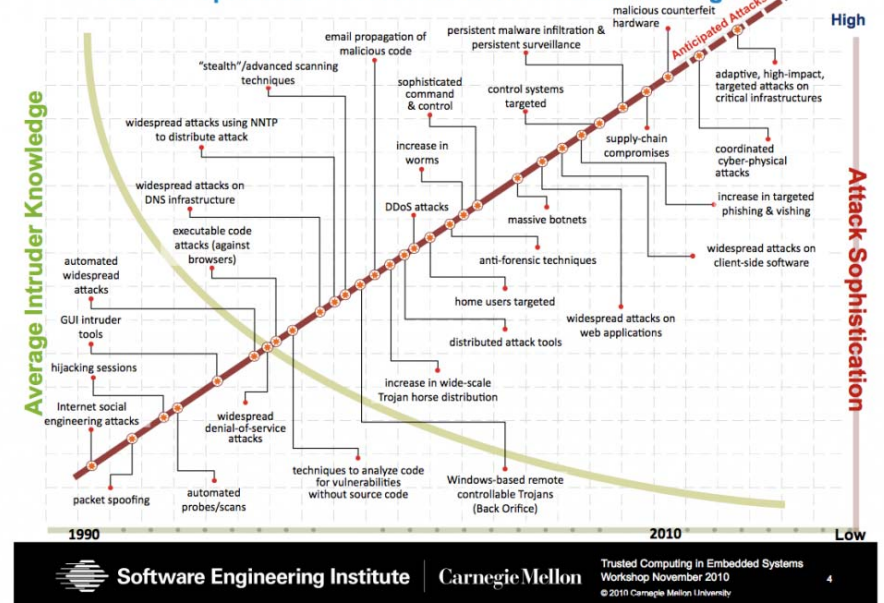 High
malicious counterfeit
hardware
Anticipated Attacks
email propagation of
malicious code
persistent malware infiltration &
persistent surveillance
"stealth"/advanced scanning
techniques
adaptive, high-impact,
targeted attacks on
critical infrastructures
sophisticated
command
& control
control systems
targeted
widespread attacks using NNTP
to distribute attack
supply-chain
compromises
coordinated
cyber-physical
attacks
increase in
worms
widespread attacks on
DNS infrastructure
increase in targeted
phishing & vishing
DDoS attacks
massive botnets
executable code
attacks (against
browsers)
widespread attacks on
client-side software
anti-forensic techniques
automated
widespread
attacks
home users targeted
GUI intruder
tools
widespread attacks on
web applications
distributed attack tools
hijacking sessions
increase in wide-scale
Trojan horse distribution
Internet social
engineering attacks
widespread
denial-of-service
attacks
techniques to analyze code
for vulnerabilities
without source code
Windows-based remote
controllable Trojans
(Back Orifice)
packet spoofing
automated
probes/scans
Average Intruder Knowledge
Attack Sophistication
1990
2010
Low
Software Engineering Institute
Carnegie Mellon
Trusted Computing in Embedded Systems
Workshop November 2010
© 2010 Carnegie Mellon University
4